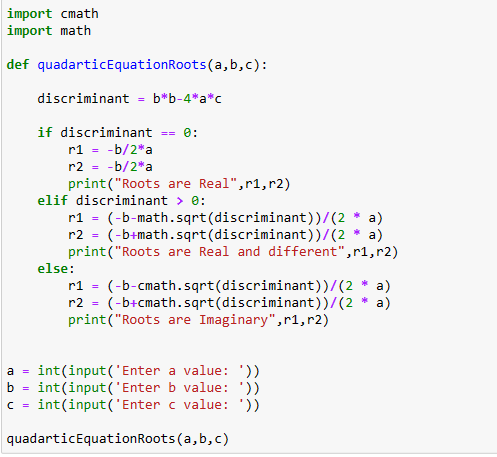 import cmath
import math
def quadarticEquationRoots(a,b,c):
discriminant = b*b-4*a*c
if discriminant == 0:
r1 = -b/2*a
r2 = -b/2*a
print("Roots are Real",r1,r2)
elif discriminant > 0:
r1 = (-b-math.sqrt(discriminant))/(2 * a)
r2 = (-b+math.sqrt(discriminant))/(2 * a)
print("Roots are Real and different",r1,r2)
else:
r1 = (-b-cmath.sqrt(discriminant))/(2 * a)
r2 = (-b+cmath.sqrt(discriminant))/(2 * a)
print("Roots are Imaginary",r1,r2)
a = int(input('Enter a value: '))
b = int(input('Enter b value: '))
c = int(input('Enter c value: '))
quadarticEquationRoots(a,b,c)